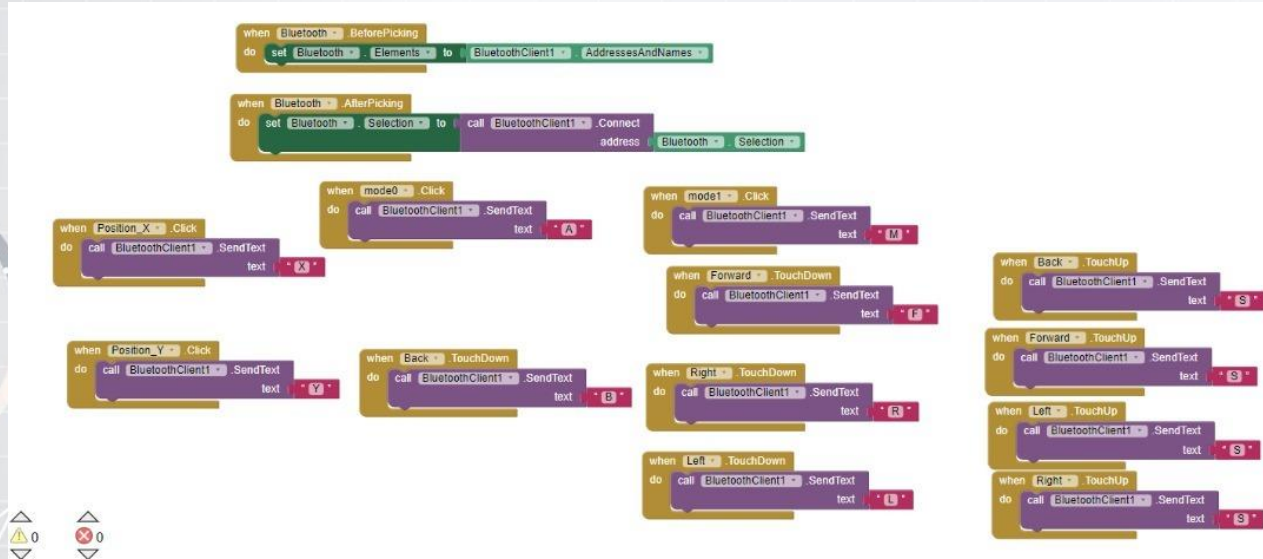 when Bluetooth .BeforePicking
do set Bluetooth . Elements to BluetoothClient1 . AddressesAndNames
when Bluetooth .AfterPicking
do set Bluetooth . Selection to call BluetoothClient1 .Connect
address Bluetooth . Selection
when mode0 .Click
do call BluetoothClient1 .SendText
text "A"
when mode1 .Click
do call BluetoothClient1 .SendText
text "M"
when Position_X .Click
do call BluetoothClient1 .SendText
text "X"
when Forward .TouchDown
do call BluetoothClient1 .SendText
text "F"
when Back .TouchUp
do call BluetoothClient1 .SendText
text "S"
when Position_Y .Click
do call BluetoothClient1 .SendText
text "Y"
when Back .TouchDown
do call BluetoothClient1 .SendText
text "B"
when Right .TouchDown
do call BluetoothClient1 .SendText
text "R"
when Forward .TouchUp
do call BluetoothClient1 .SendText
text "S"
when Left .TouchUp
do call BluetoothClient1 .SendText
text "S"
when Left .TouchDown
do call BluetoothClient1 .SendText
text "L"
when Right .TouchUp
do call BluetoothClient1 .SendText
text "S"
0 0